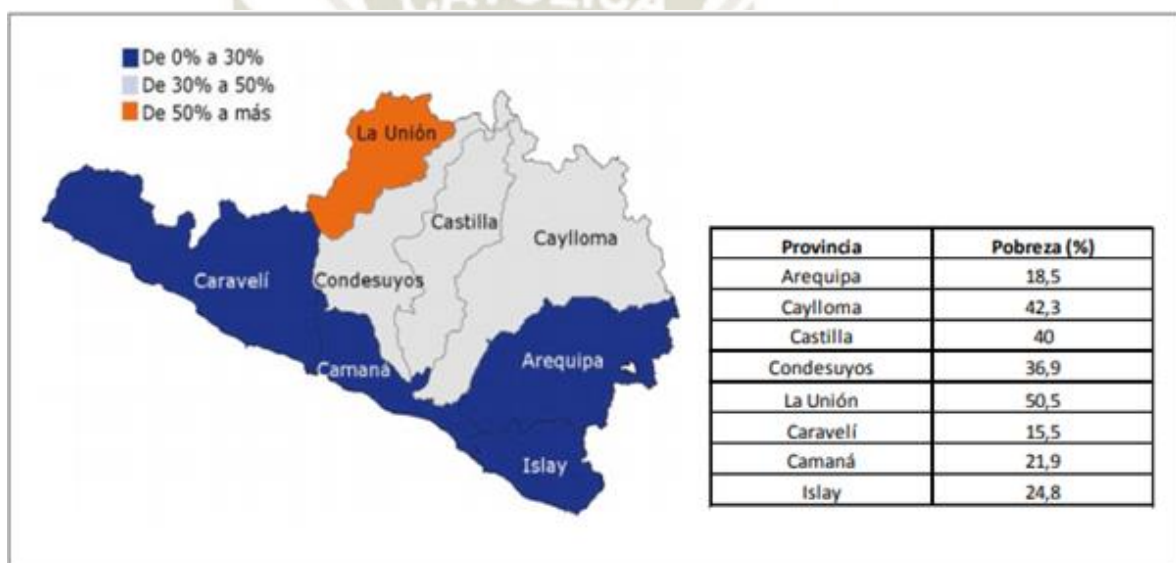 CATOLICA
De 0% a 30%
De 30% a 50%
De 50% a más
La Unión
Castilla
Caylloma
Condesuyos
Caravelí
Camaná
Arequipa
Islay
Provincia Pobreza (%)
Arequipa 18,5
Caylloma 42,3
Castilla 40
Condesuyos 36,9
La Unión 50,5
Caravelí 15,5
Camaná 21,9
Islay 24,8